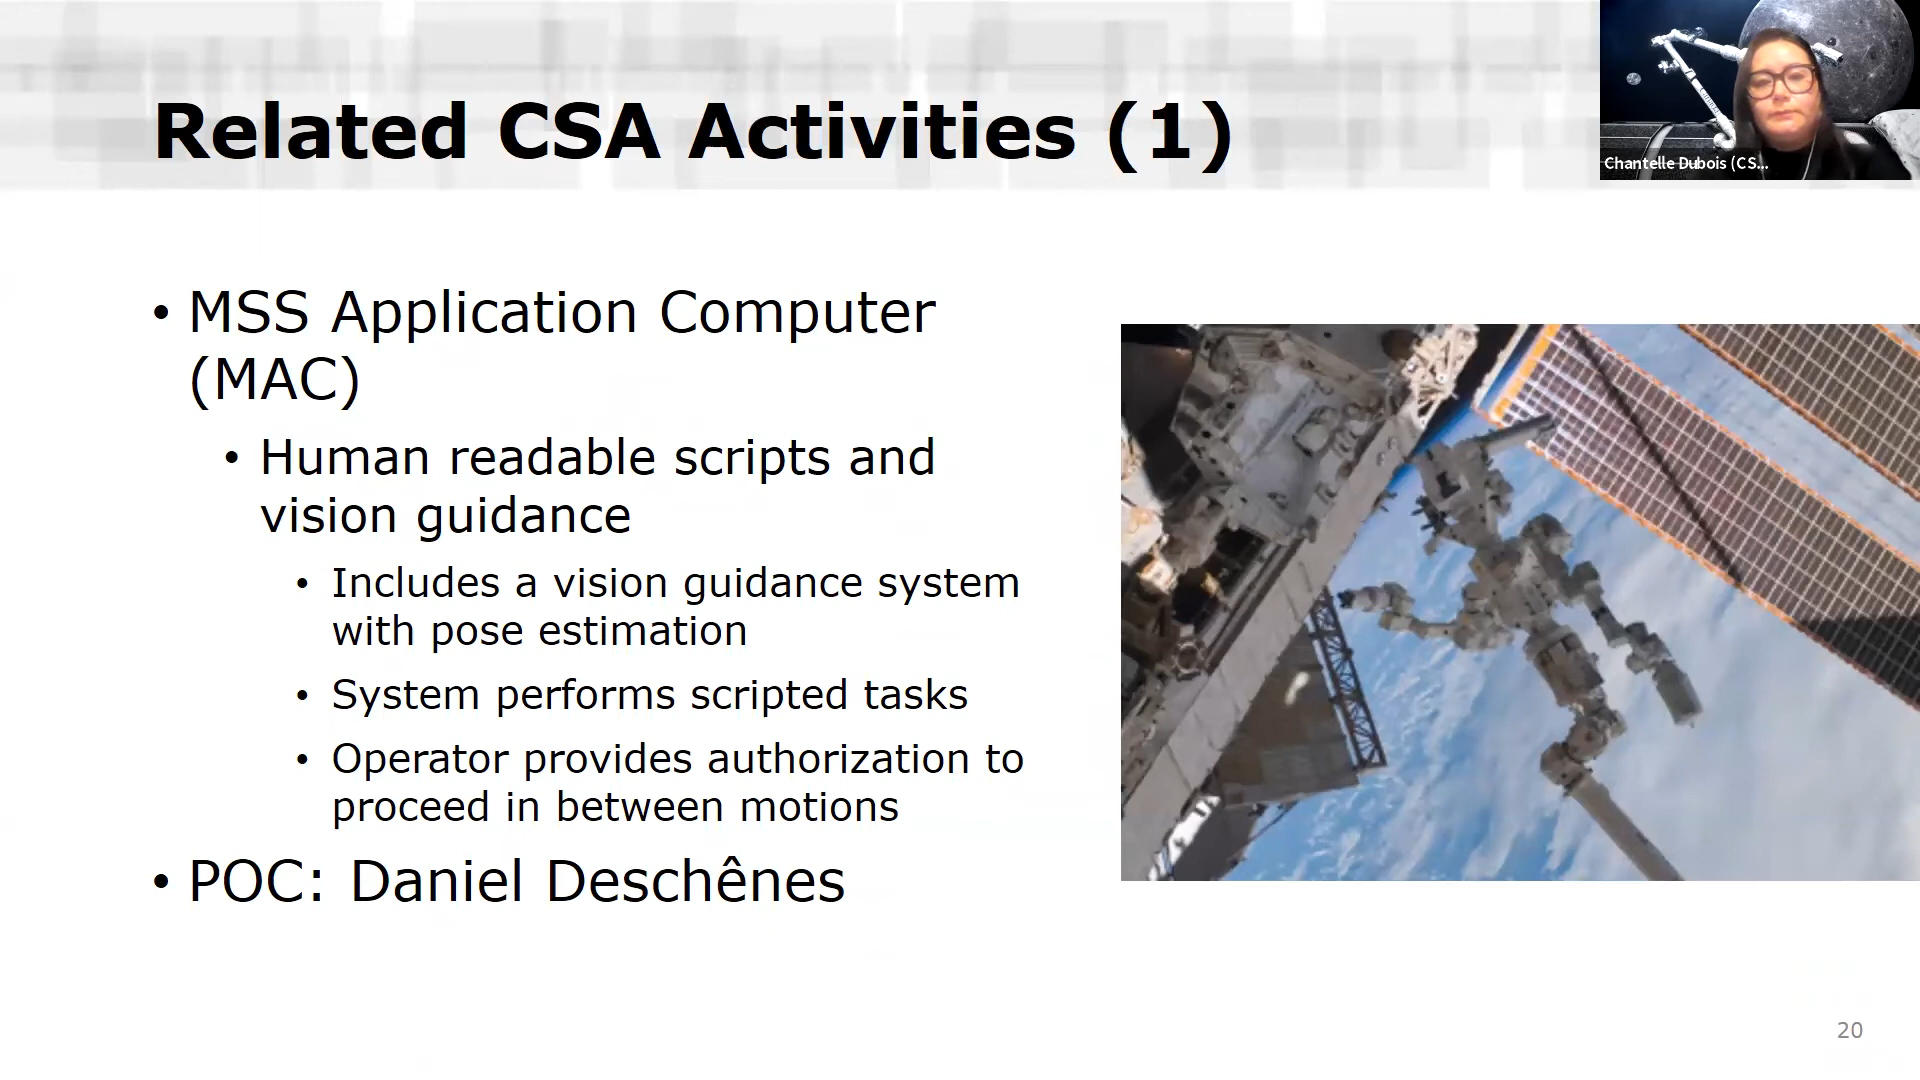 Related CSA Activities (1)
Chantelle Dubois (CS...
• MSS Application Computer
(MAC)
• Human readable scripts and
vision guidance
• Includes a vision guidance system
with pose estimation
• System performs scripted tasks
• Operator provides authorization to
proceed in between motions
• POC: Daniel Deschênes
20